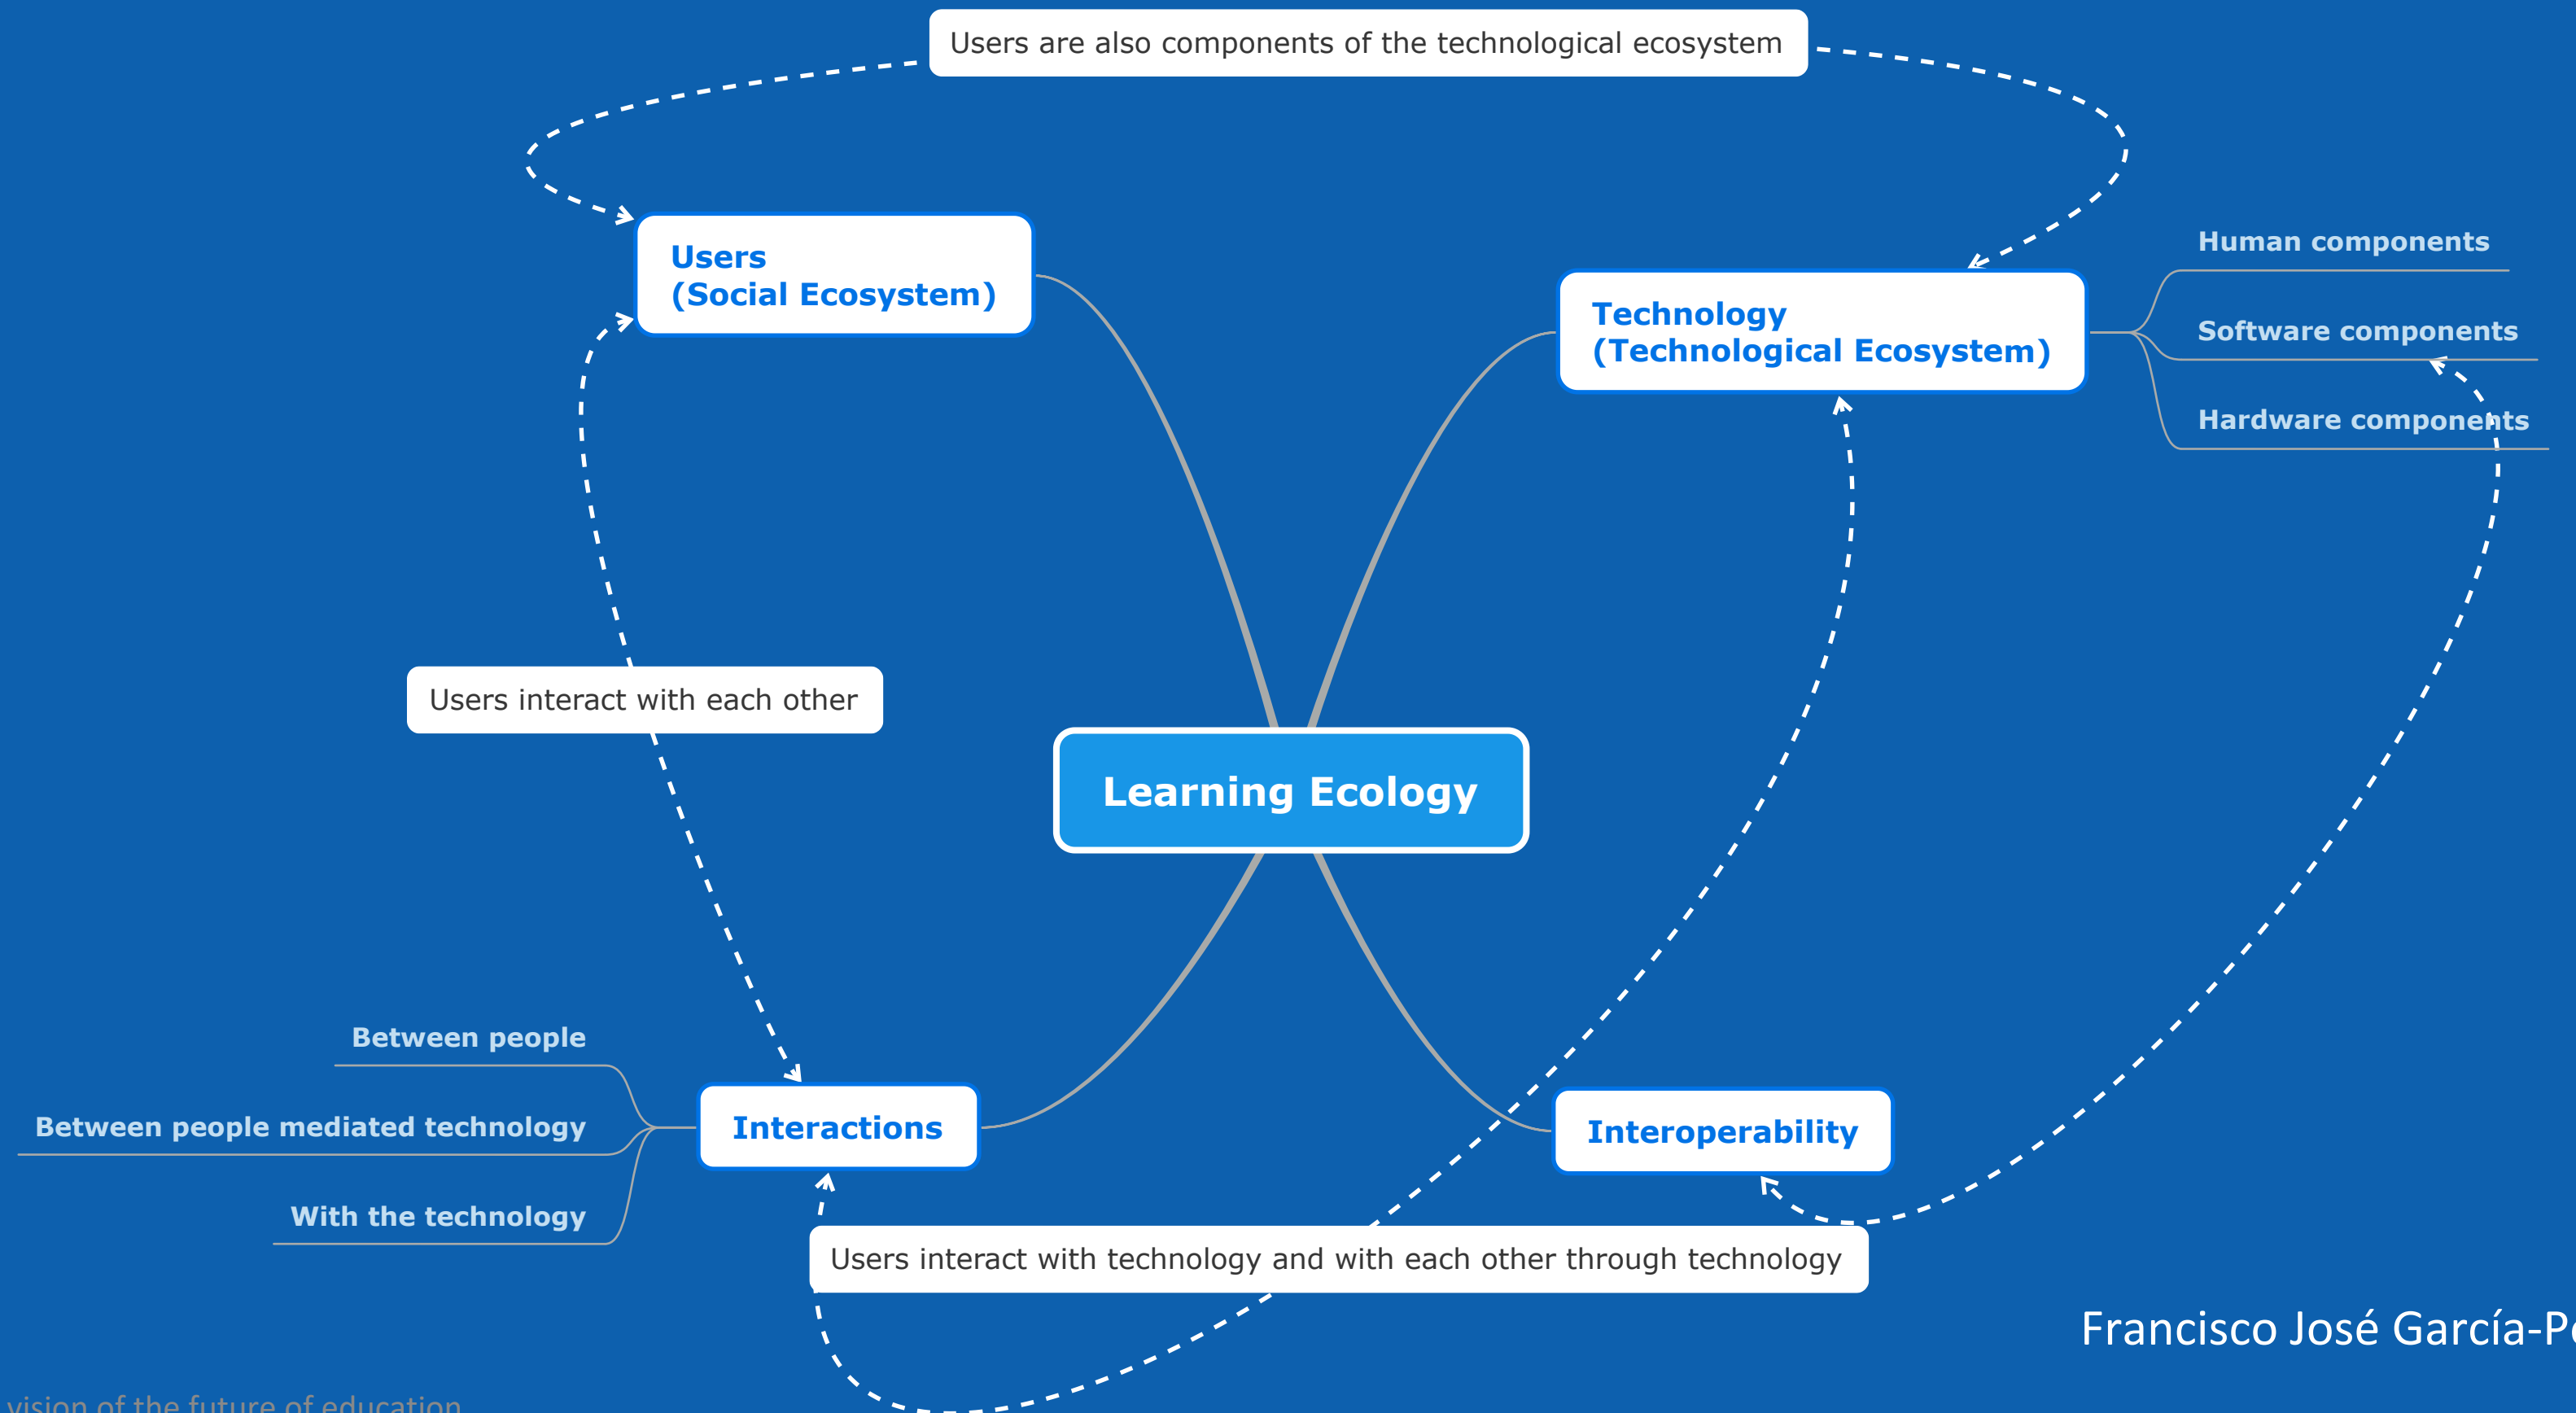 Users are also components of the technological ecosystem
Users
(Social Ecosystem)
Technology
(Technological Ecosystem)
Human components
Software components
Hardware components
Users interact with each other
Learning Ecology
Between people
Between people mediated technology
With the technology
Interactions
Interoperability
Users interact with technology and with each other through technology
Francisco José García-
vision of the future of education